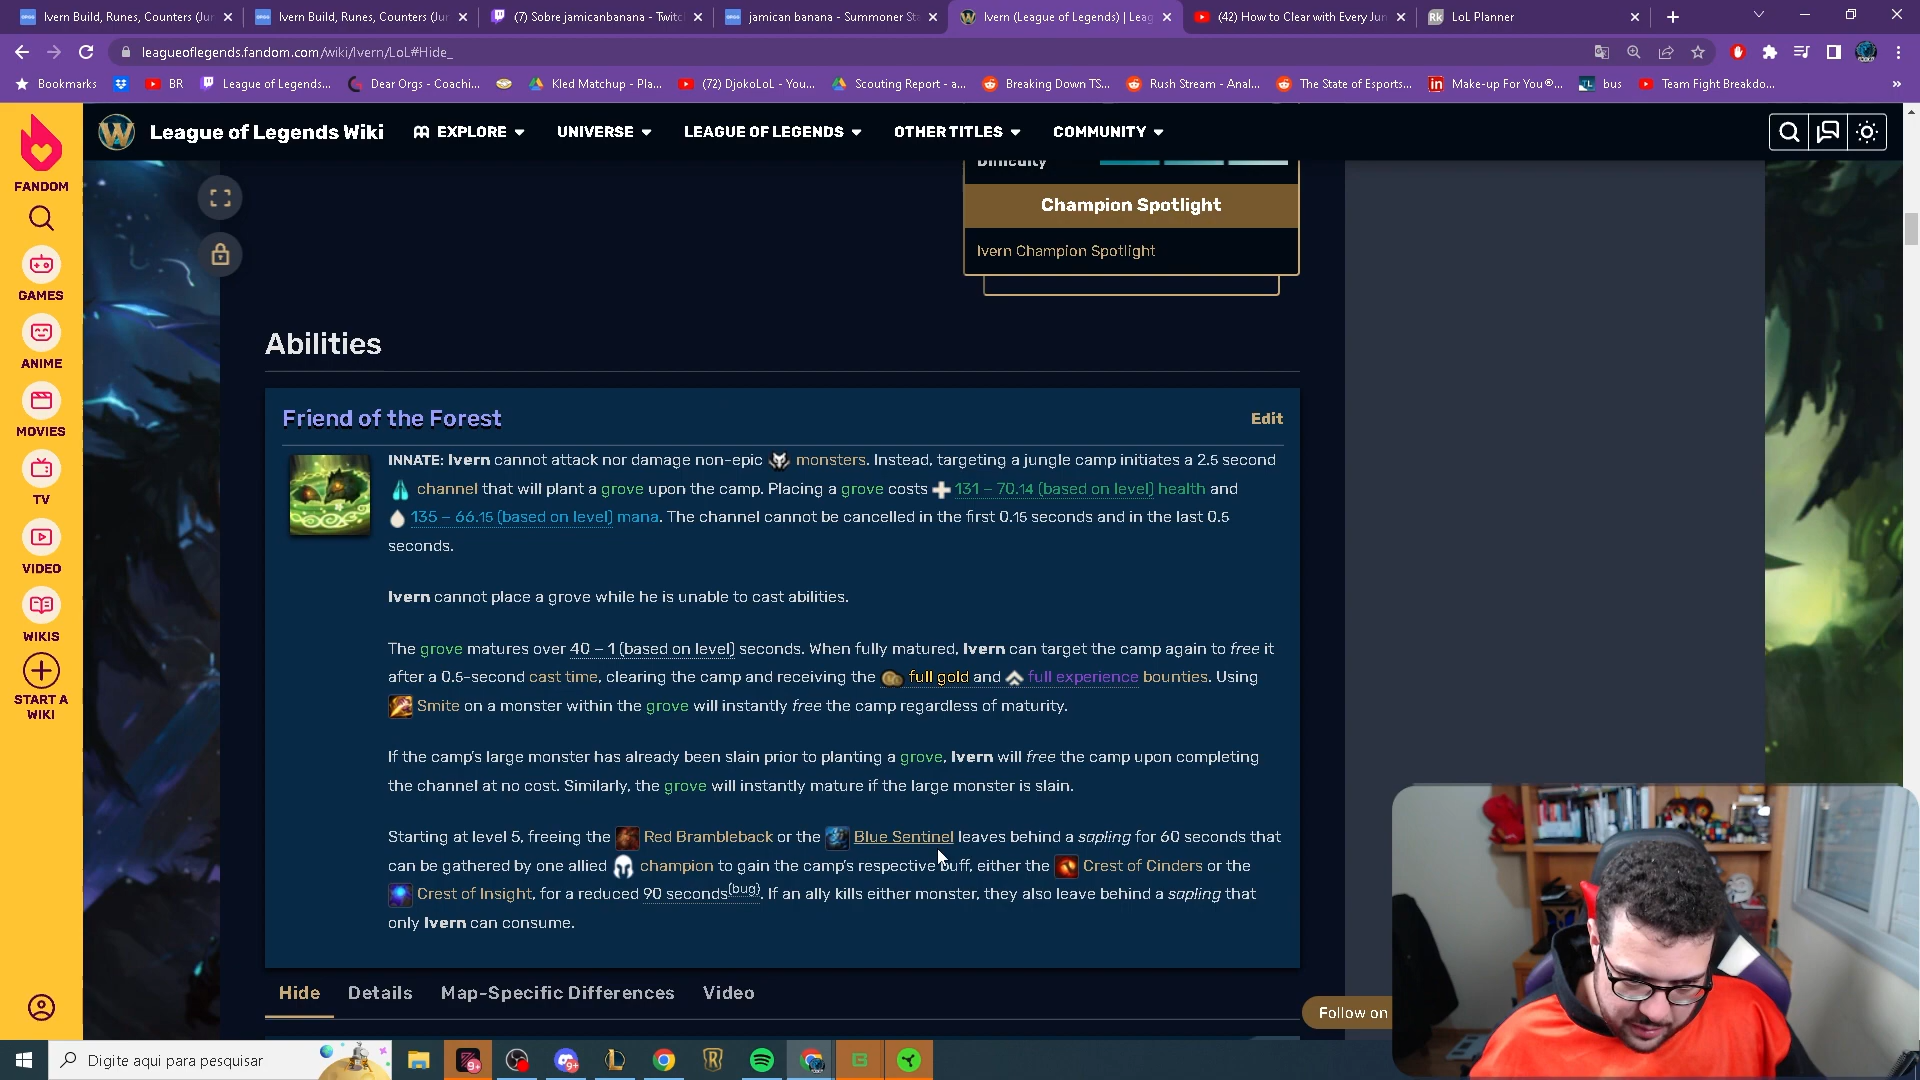 Ivern Build, Runes, Counters (Jun
Ivern Build, Runes, Counters (Jun
(7) Sobre jamicanbanana - Twitch
jamican banana - Summoner Sta
Ivern (League of Legends) | Leag
(42) How to Clear with Every Jun
LoL Planner
leagueoflegends.fandom.com/wiki/Ivern/LoL#Hide_
Bookmarks
BR
League of Legends...
Dear Orgs - Coachi...
Kled Matchup - Pla...
(72) DjokoLoL - You...
Scouting Report - a...
Breaking Down TS...
Rush Stream - Anal...
The State of Esports...
Make-up For You®...
bus
Team Fight Breakdo...
»
League of Legends Wiki
EXPLORE
UNIVERSE
LEAGUE OF LEGENDS
OTHER TITLES
COMMUNITY
FANDOM
GAMES
ANIME
MOVIES
TV
VIDEO
WIKIS
START A
WIKI
Difficulty
Champion Spotlight
Ivern Champion Spotlight
Abilities
Friend of the Forest
Edit
INNATE: Ivern cannot attack nor damage non-epic monsters. Instead, targeting a jungle camp initiates a 2.5 second
channel that will plant a grove upon the camp. Placing a grove costs 131 – 70.14 (based on level) health and
135 – 66.15 (based on level) mana. The channel cannot be cancelled in the first 0.15 seconds and in the last 0.5
seconds.
Ivern cannot place a grove while he is unable to cast abilities.
The grove matures over 40 – 1 (based on level) seconds. When fully matured, Ivern can target the camp again to free it
after a 0.5-second cast time, clearing the camp and receiving the full gold and full experience bounties. Using
Smite on a monster within the grove will instantly free the camp regardless of maturity.
If the camp's large monster has already been slain prior to planting a grove, Ivern will free the camp upon completing
the channel at no cost. Similarly, the grove will instantly mature if the large monster is slain.
Starting at level 5, freeing the Red Brambleback or the Blue Sentinel leaves behind a sapling for 60 seconds that
can be gathered by one allied champion to gain the camp's respective buff, either the Crest of Cinders or the
Crest of Insight, for a reduced 90 seconds[bug]. If an ally kills either monster, they also leave behind a sapling that
only Ivern can consume.
Hide
Details
Map-Specific Differences
Video
Follow on
Digite aqui para pesquisar
9+
9+